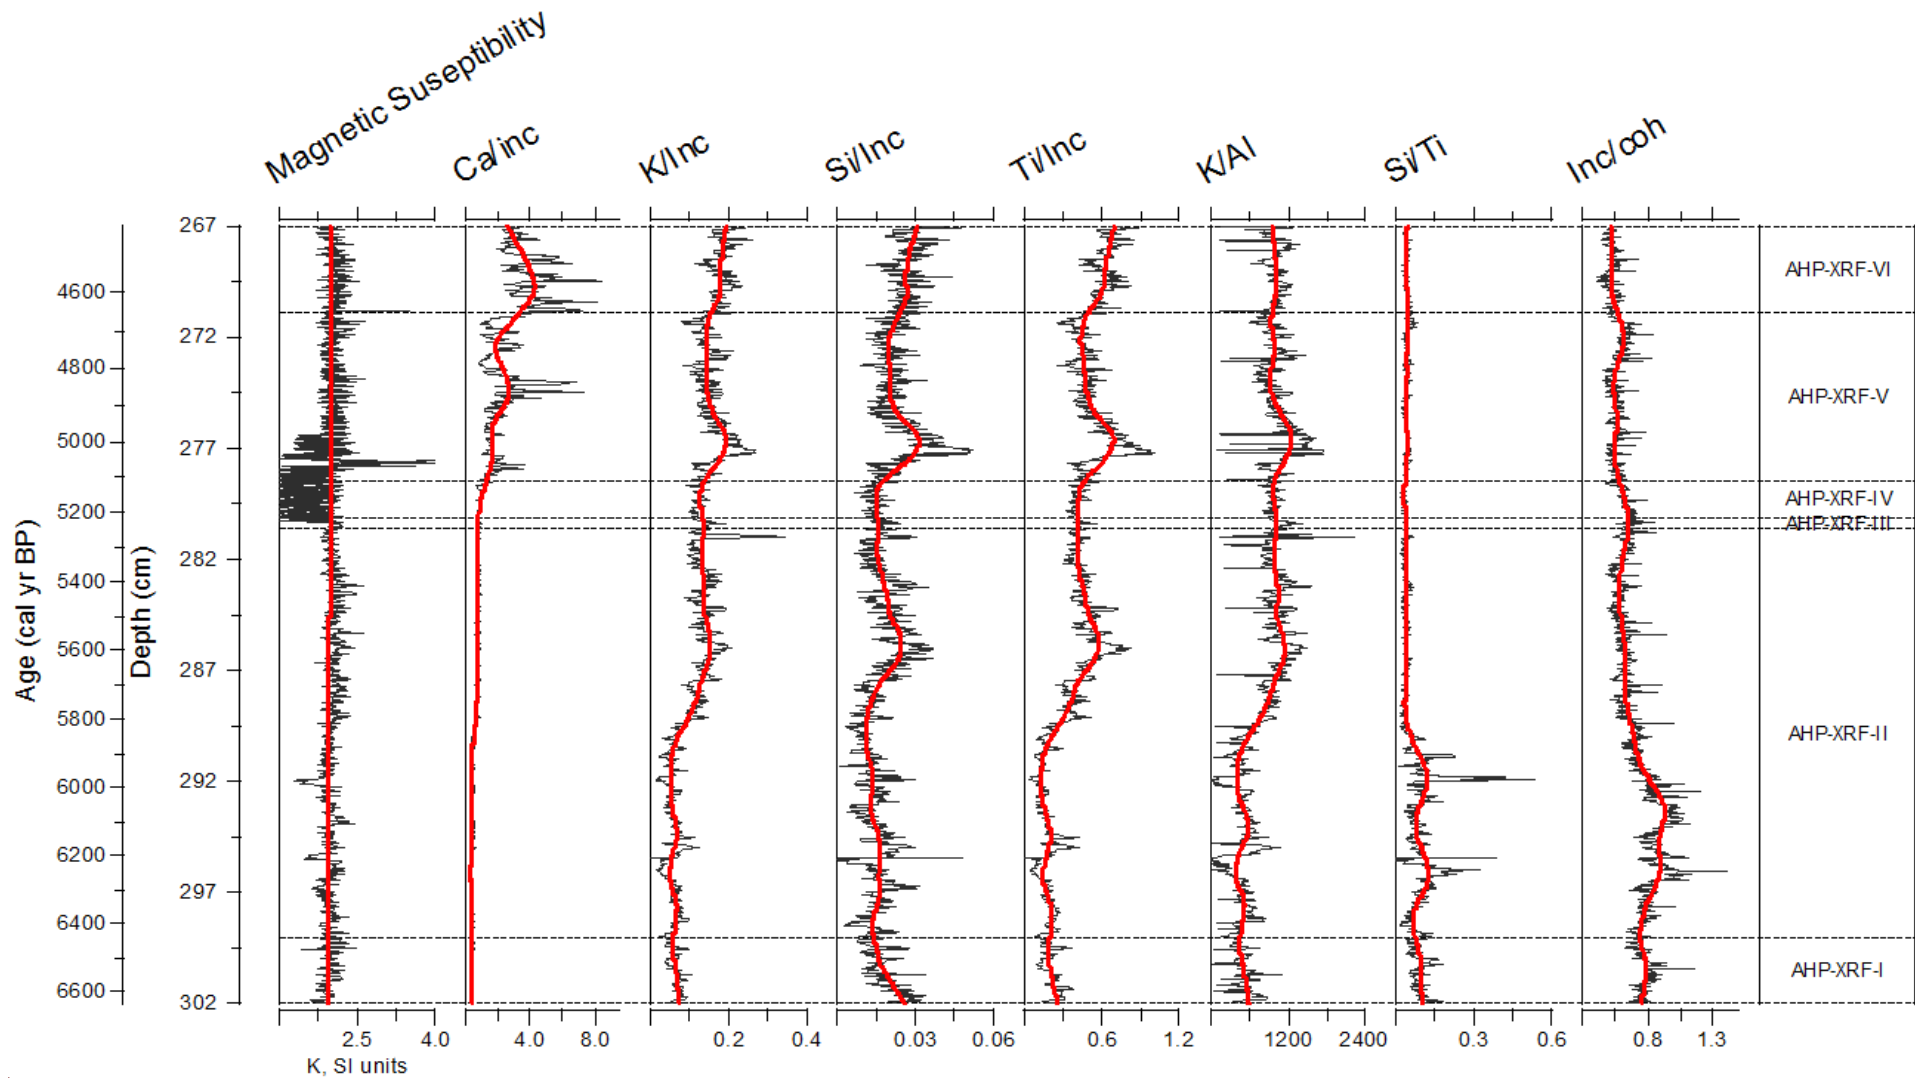 Magnetic Suseptibility
Ca/inc
K/Inc
Si/Inc
Ti/Inc
K/Al
Si/Ti
Inc/coh
Age (cal yr BP)
4600
4800
5000
5200
5400
5600
5800
6000
6200
6400
6600
Depth (cm)
267
272
277
282
287
292
297
302
AHP-XRF-VI
AHP-XRF-V
AHP-XRF-IV
AHP-XRF-III
AHP-XRF-II
AHP-XRF-I
2.5 4.0 4.0 8.0 0.2 0.4 0.03 0.06 0.6 1.2 1200 2400 0.3 0.6 0.8 1.3
K, SI units